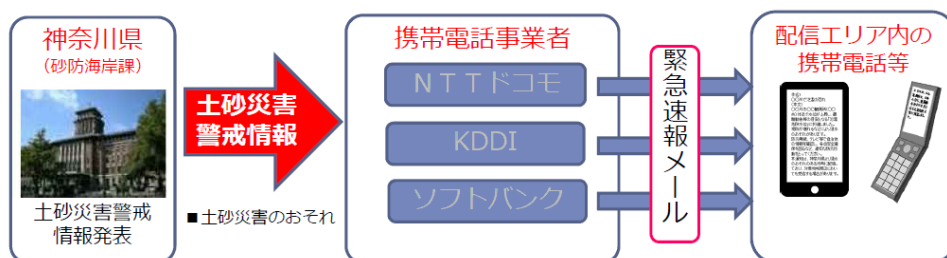 神奈川県
（砂防海岸課）
土砂災害警戒
情報発表
土砂災害
警戒情報
■土砂災害のおそれ
携帯電話事業者
ＮＴＴドコモ
KDDI
ソフトバンク
緊急速報メール
配信エリア内の
携帯電話等